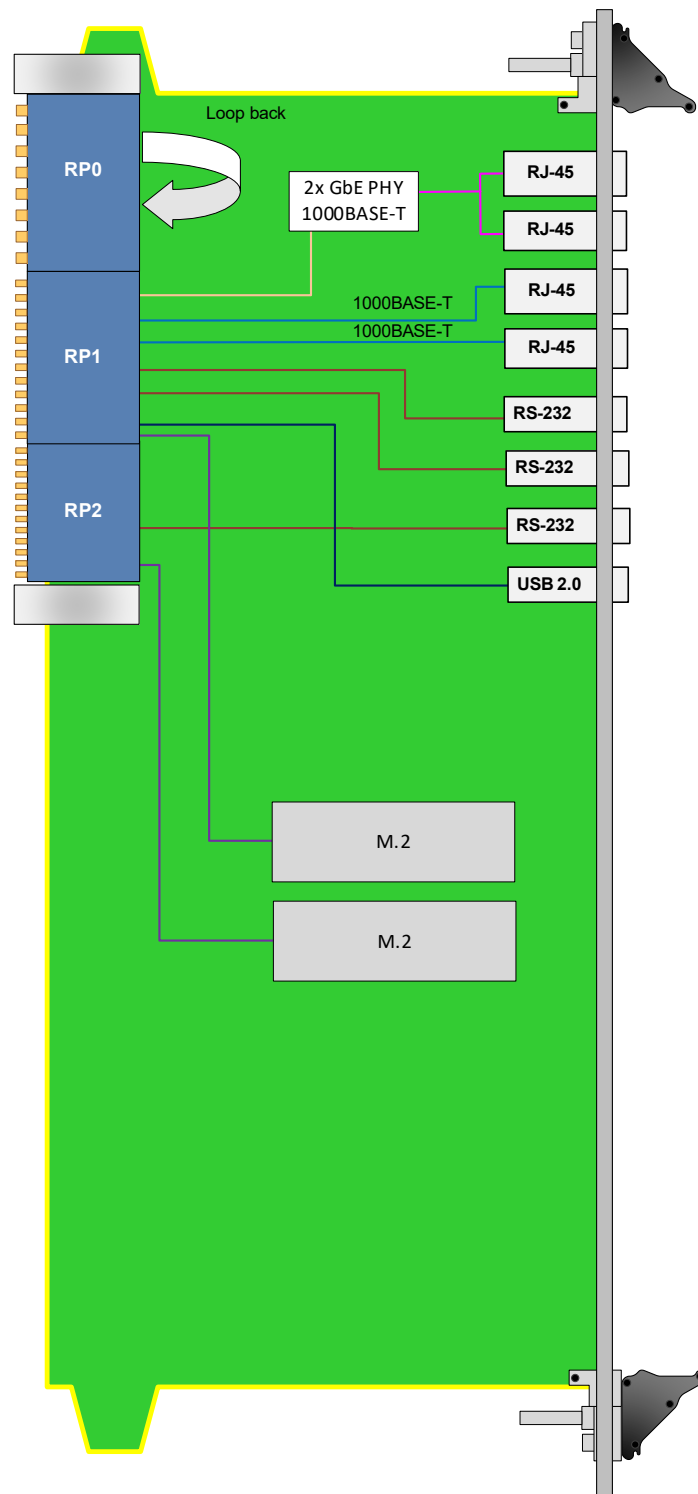 Loop back
RP0
2x GbE PHY
1000BASE-T
RJ-45
RJ-45
RJ-45
1000BASE-T
1000BASE-T
RJ-45
RP1
RS-232
RS-232
RP2
RS-232
USB 2.0
M.2
M.2